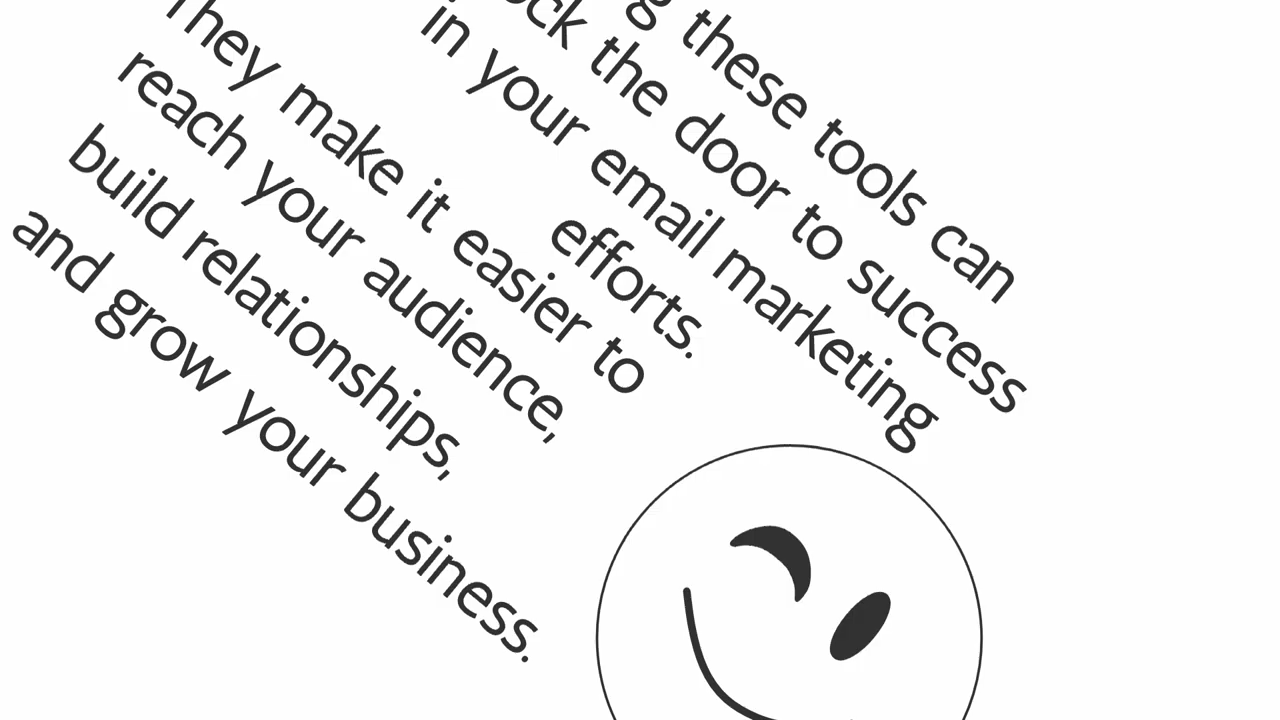 these tools can
the door to success
in your email marketing
efforts.
They make it easier to
reach your audience,
build relationships,
and grow your business.